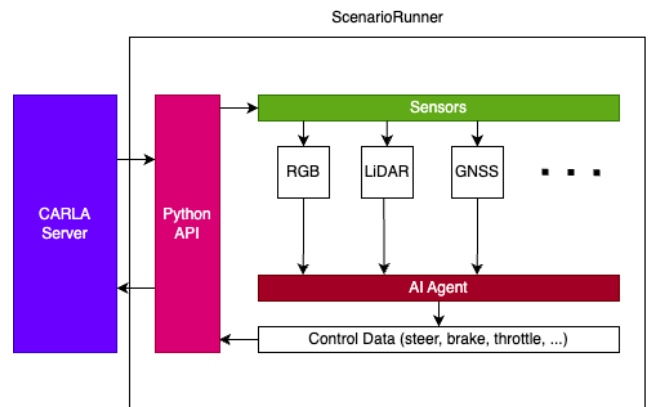 ScenarioRunner
CARLA
Server
Python
API
Sensors
RGB
LiDAR
GNSS
AI Agent
Control Data (steer, brake, throttle, ...)